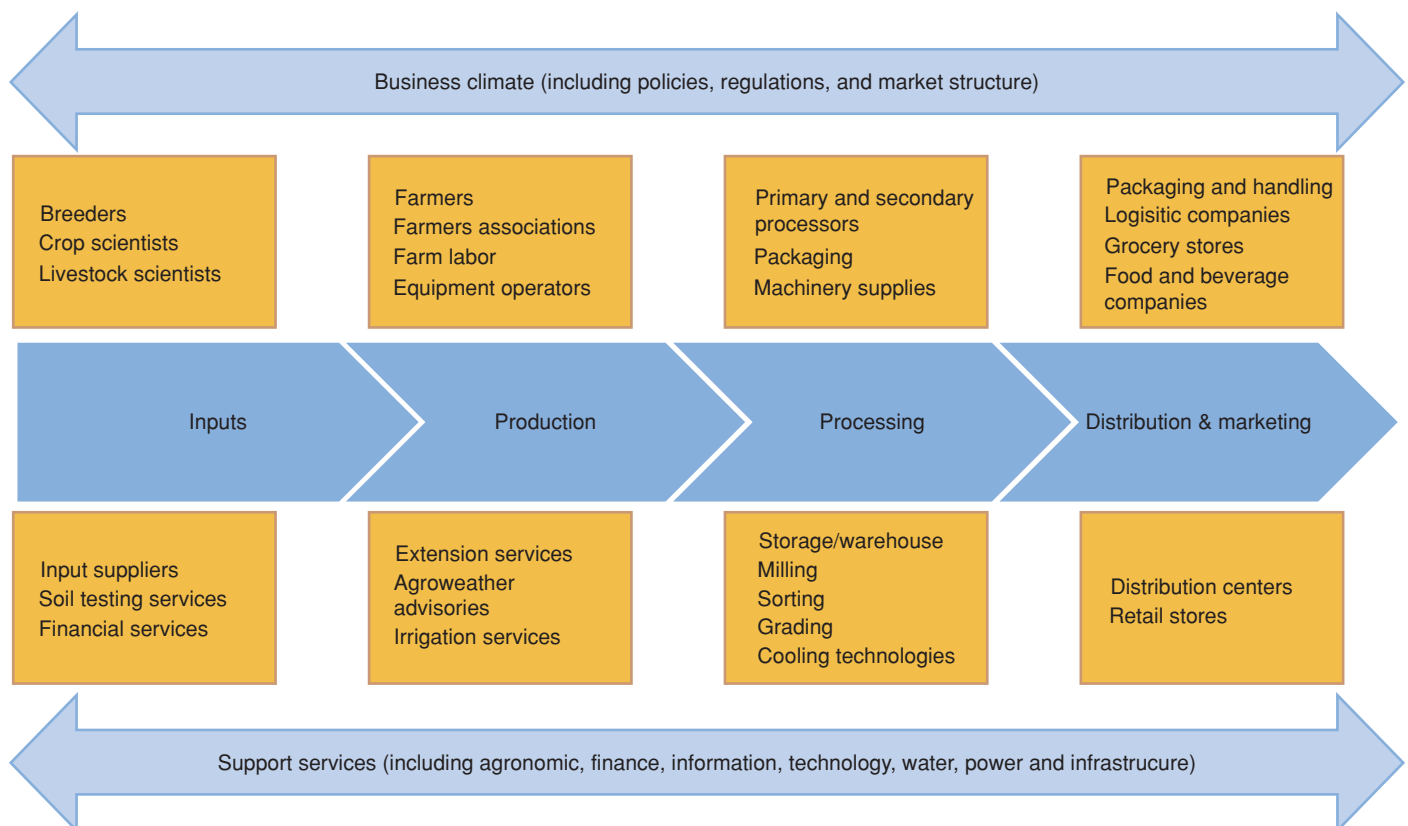 Business climate (including policies, regulations, and market structure)
Breeders
Crop scientists
Livestock scientists
Farmers
Farmers associations
Farm labor
Equipment operators
Primary and secondary
processors
Packaging
Machinery supplies
Packaging and handling
Logisitic companies
Grocery stores
Food and beverage
companies
Inputs
Production
Processing
Distribution & marketing
Input suppliers
Soil testing services
Financial services
Extension services
Agroweather
advisories
Irrigation services
Storage/warehouse
Milling
Sorting
Grading
Cooling technologies
Distribution centers
Retail stores
Support services (including agronomic, finance, information, technology, water, power and infrastrucure)